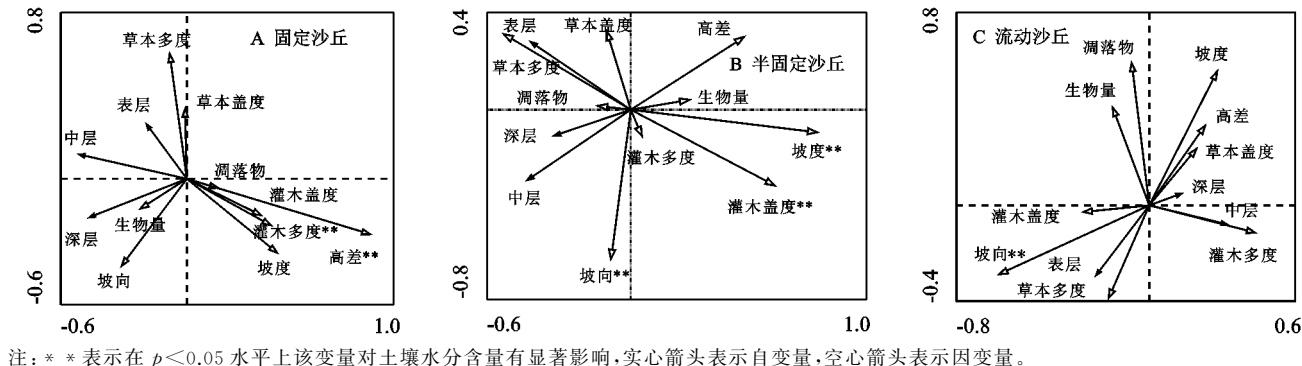 0.8
草本多度
A 固定沙丘
草本盖度
表层
中层
凋落物
灌木盖度
生物量
灌木多度**
深层
坡向
坡度
高差**
-0.6
-0.6
1.0
0.4
表层
草本盖度
高差
草本多度
B 半固定沙丘
凋落物
生物量
深层
灌木多度
坡度**
中层
灌木盖度**
坡向**
-0.8
-0.6
1.0
0.8
C 流动沙丘
凋落物
坡度
生物量
高差
草本盖度
深层
灌木盖度
中层
坡向**
表层
灌木多度
草本多度
-0.4
-0.8
0.6
注:* *表示在 p<0.05 水平上该变量对土壤水分含量有显著影响,实心箭头表示自变量,空心箭头表示因变量。